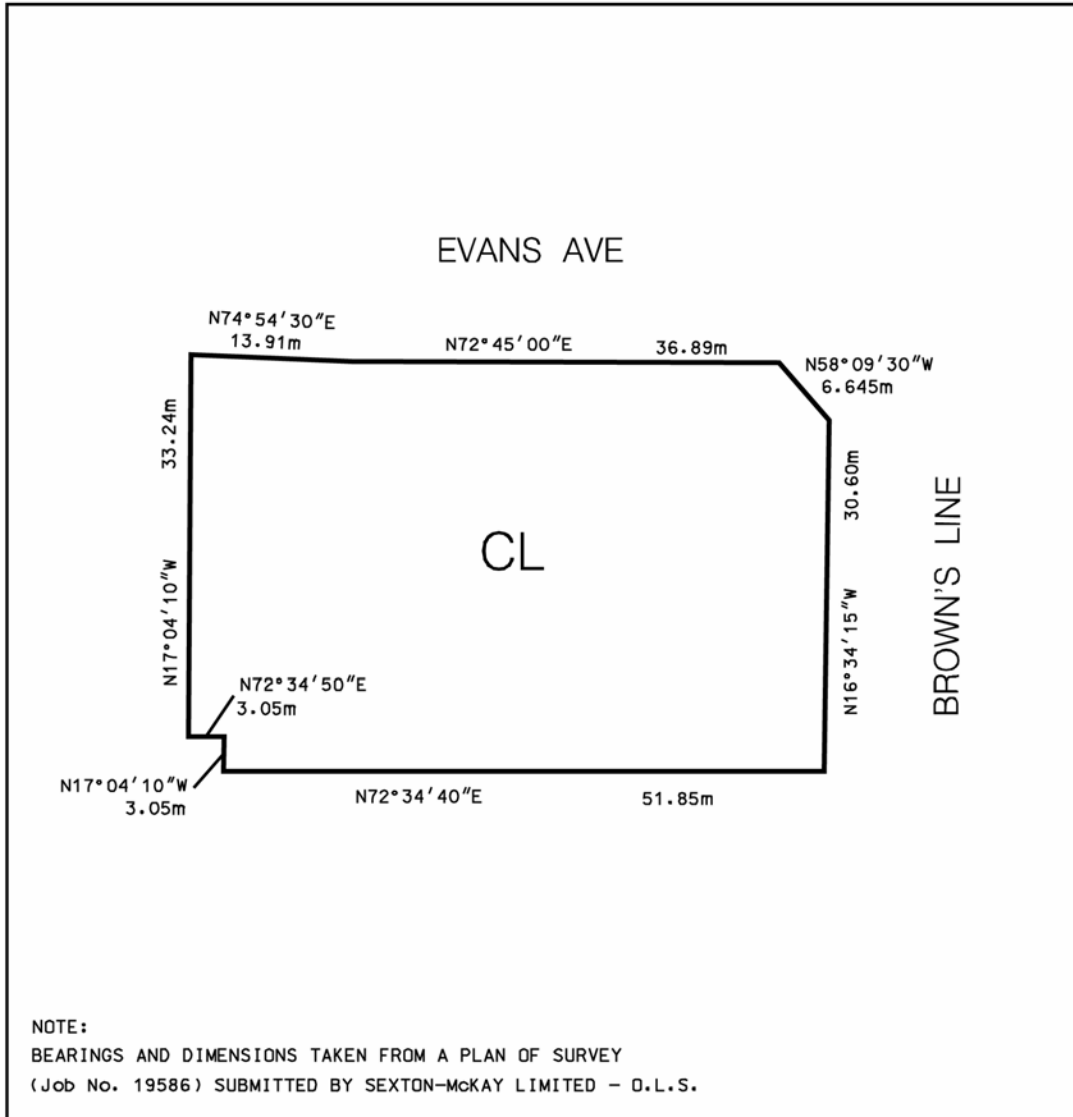 EVANS AVE
N74°54'30"E
13.91m
N72°45'00"E
36.89m
N58°09'30"W
6.645m
33.24m
N17°04'10"W
30.60m
N16°34'15"W
BROWN'S LINE
CL
N72°34'50"E
3.05m
N17°04'10"W
3.05m
N72°34'40"E
51.85m
NOTE:
BEARINGS AND DIMENSIONS TAKEN FROM A PLAN OF SURVEY
(Job No. 19586) SUBMITTED BY SEXTON-McKAY LIMITED - O.L.S.